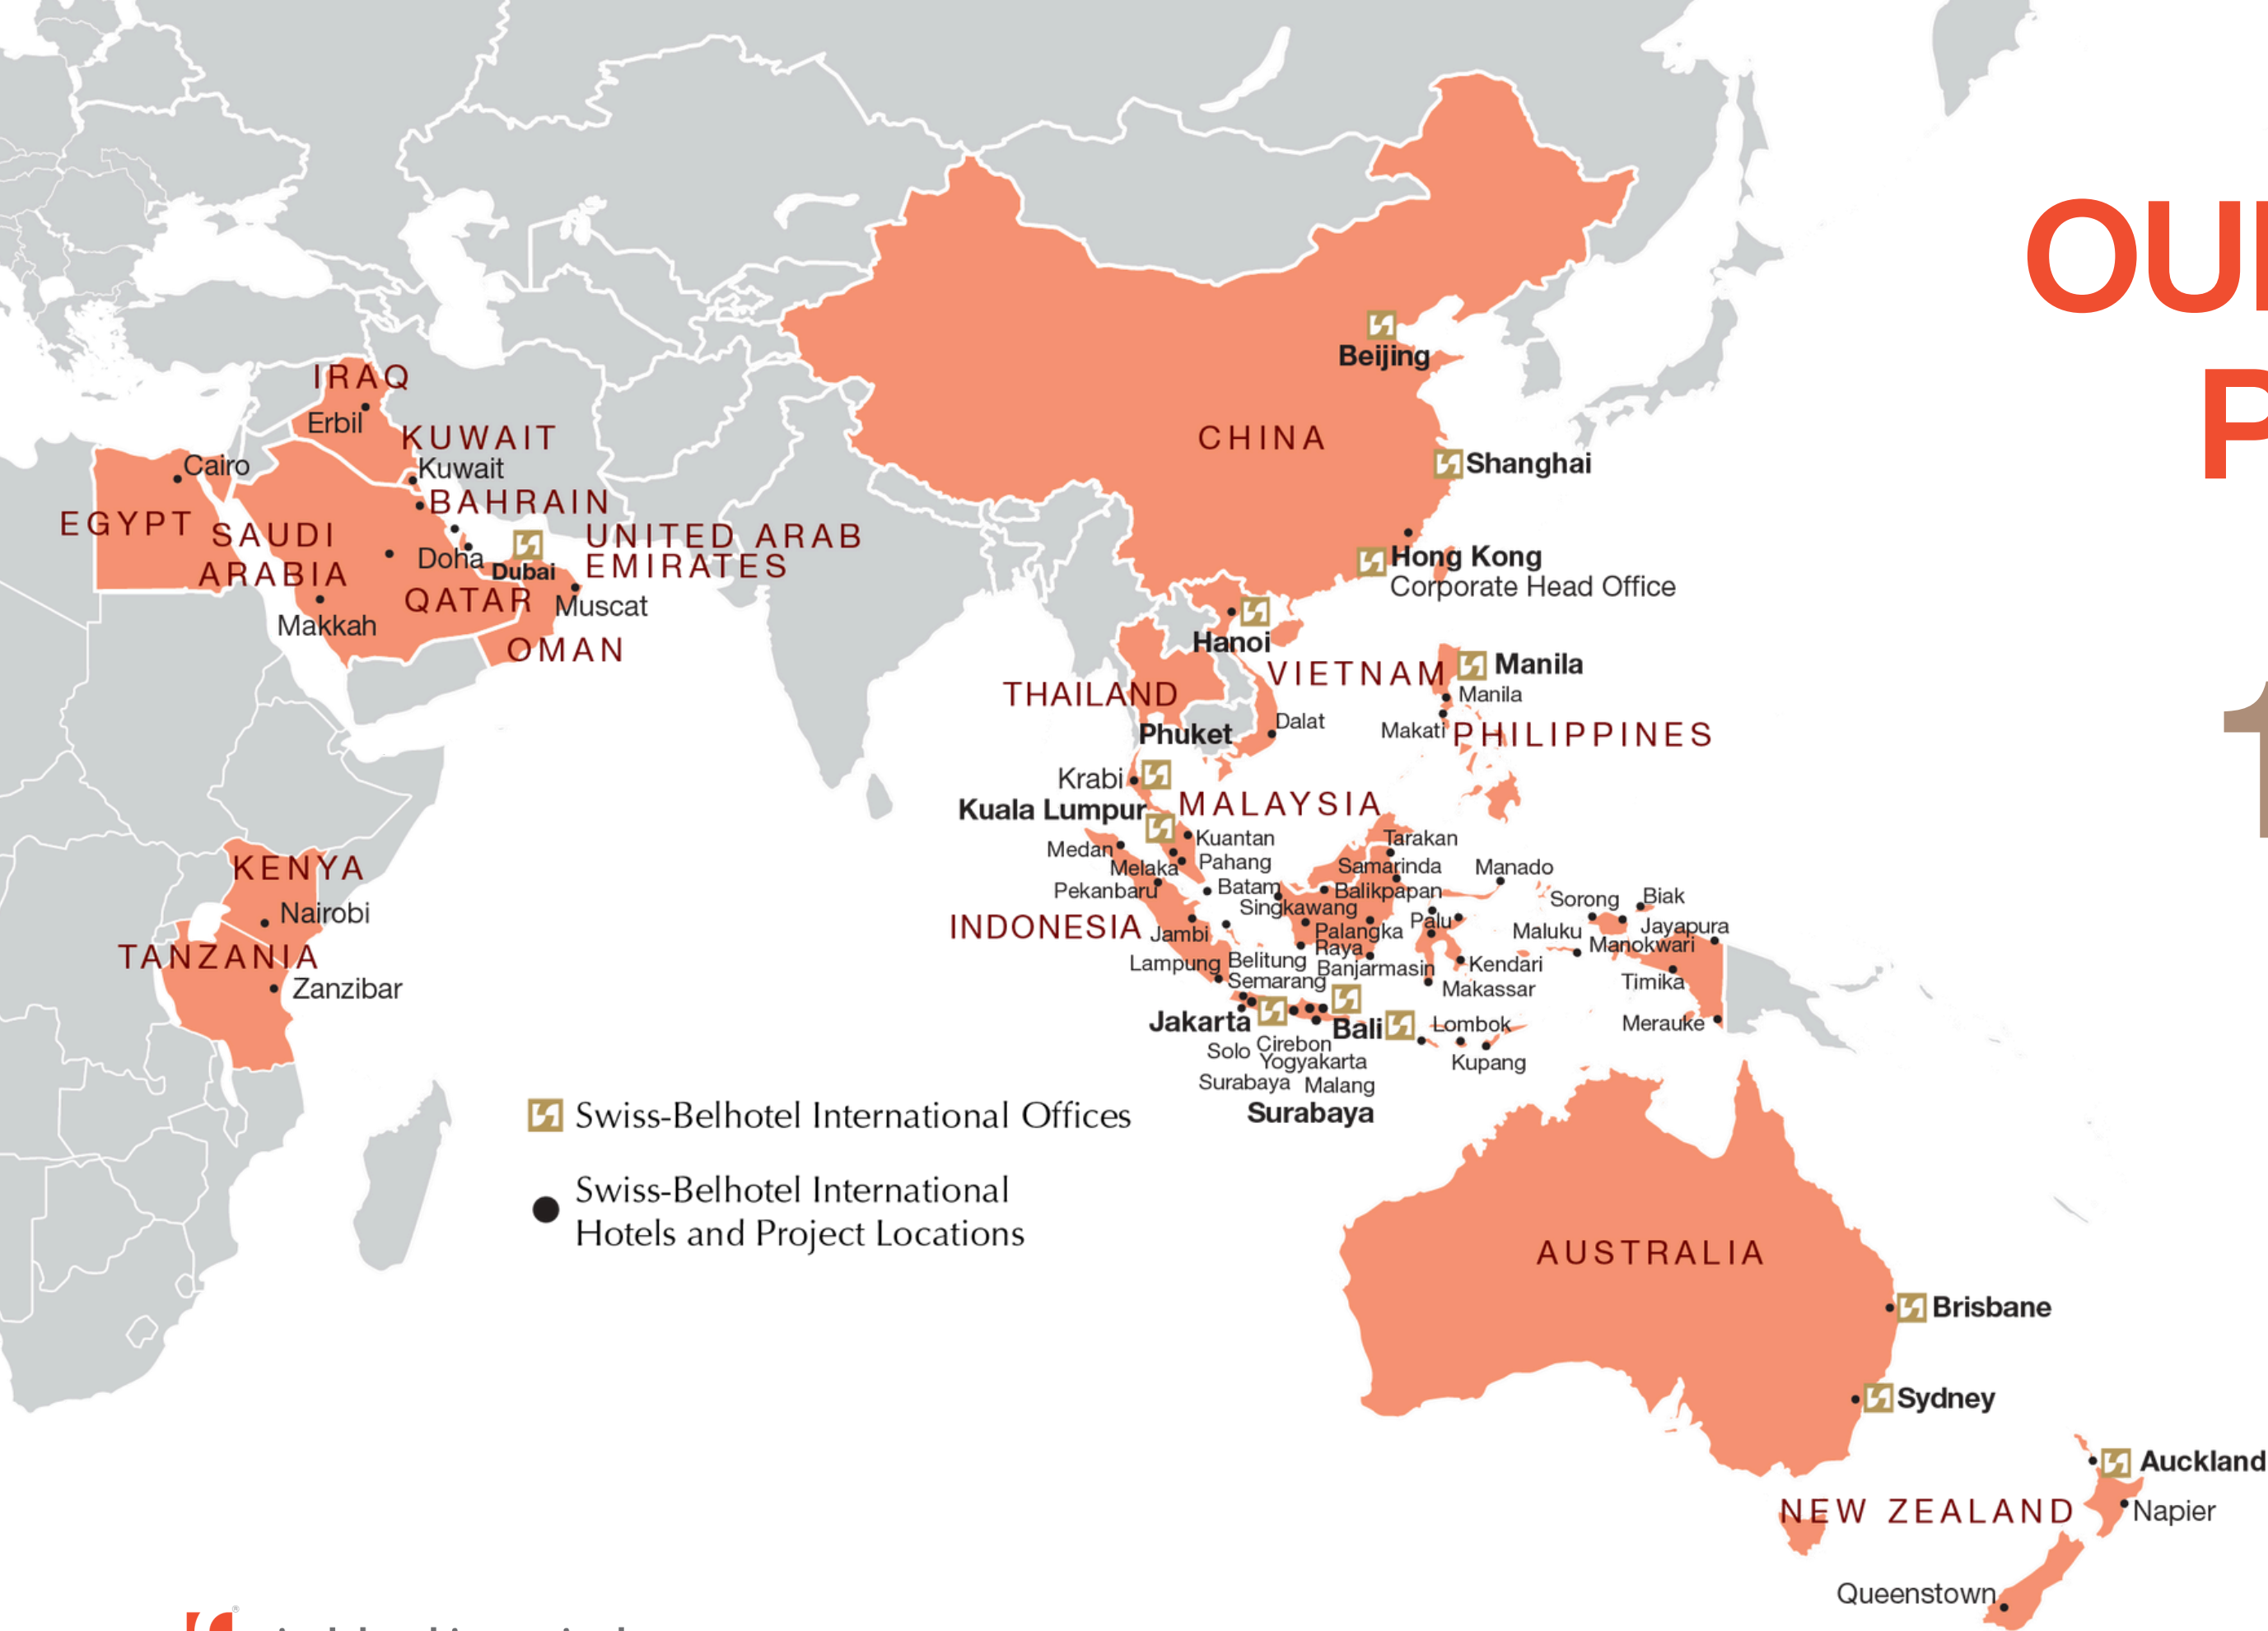 OU
P
t
IRAQ
Erbil
KUWAIT
Kuwait
Cairo
EGYPT
BAHRAIN
SAUDI
ARABIA
Doha
Dubai
UNITED ARAB
EMIRATES
QATAR
Muscat
Makkah
OMAN
KENYA
Nairobi
TANZANIA
Zanzibar
CHINA
Beijing
Shanghai
Hong Kong
Corporate Head Office
Hanoi
VIETNAM
Dalat
THAILAND
Phuket
Krabi
Manila
Manila
Makati
PHILIPPINES
Kuala Lumpur
MALAYSIA
Kuantan
Medan
Melaka
Pahang
Pekanbaru
Batam
INDONESIA
Jambi
Tarakan
Samarinda
Balikpapan
Singkawang
Palangka
Raya
Palu
Manado
Sorong
Biak
Maluku
Manokwari
Jayapura
Lampung
Belitung
Banjarmasin
Kendari
Semarang
Makassar
Timika
Merauke
Jakarta
Bali
Lombok
Solo
Cirebon
Yogyakarta
Kupang
Surabaya
Malang
Surabaya
Swiss-Belhotel International Offices
Swiss-Belhotel International
Hotels and Project Locations
AUSTRALIA
Brisbane
Sydney
Auckland
NEW ZEALAND
Napier
Queenstown